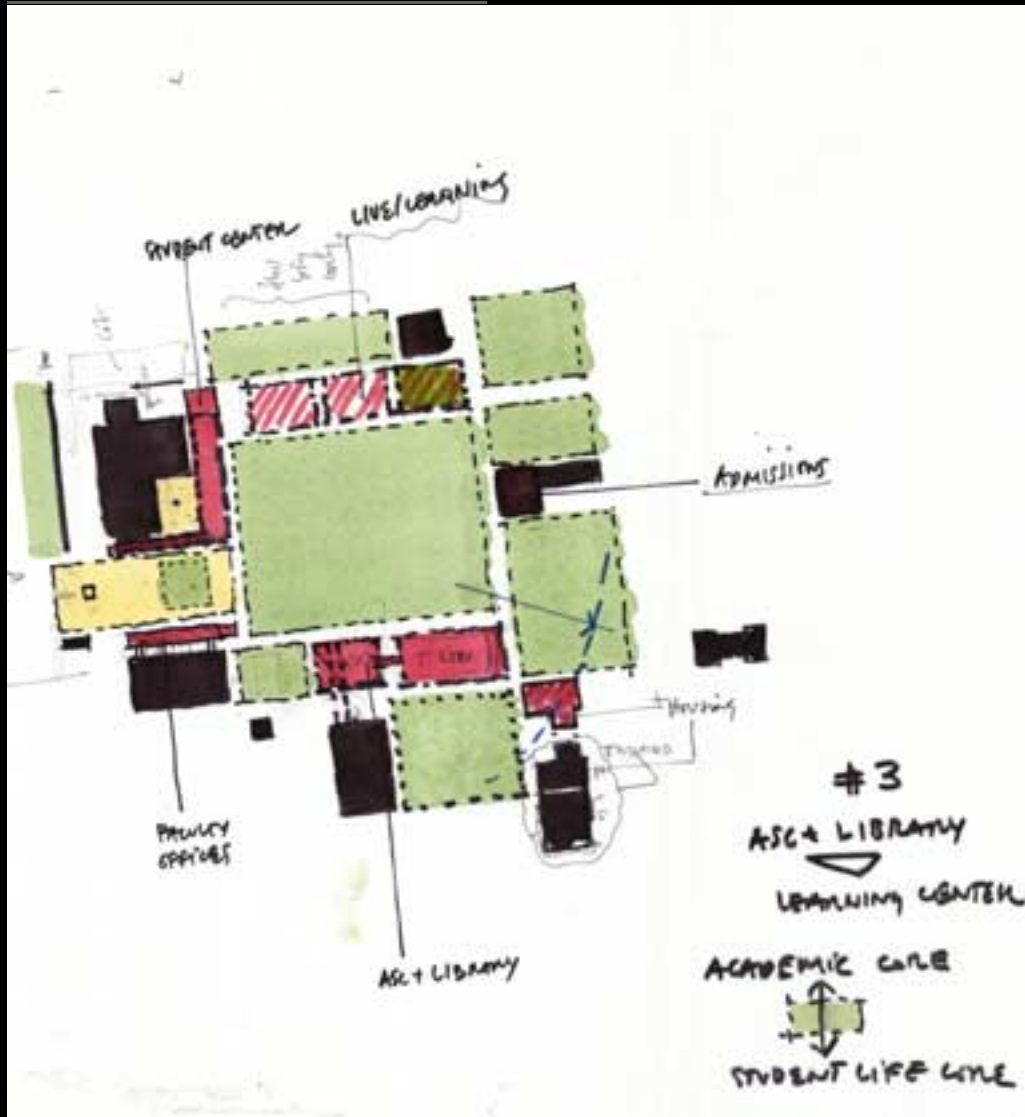 LIVE/LEARNING
STUDENT CENTER
ADMISSIONS
Housing
FACULTY
OFFICES
ASC + LIBRARY
#3
ASC + LIBRARY
LEARNING CENTER
ACADEMIC CORE
STUDENT LIFE CORE